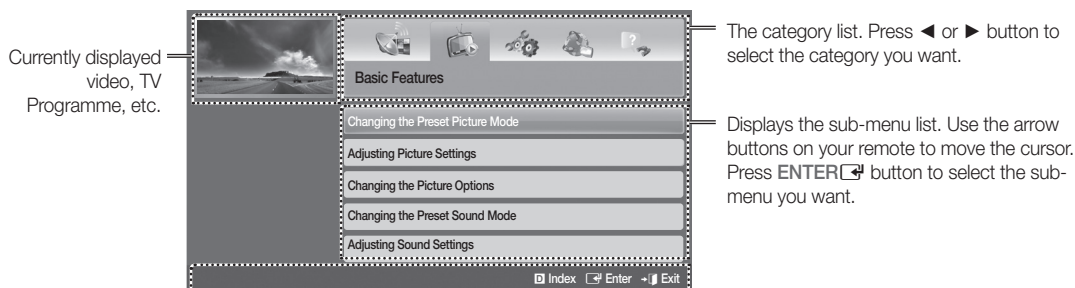 Currently displayed
video, TV
Programme, etc.
Basic Features
Changing the Preset Picture Mode
Adjusting Picture Settings
Changing the Picture Options
Changing the Preset Sound Mode
Adjusting Sound Settings
D Index Enter Exit
The category list. Press ◄ or ► button to
select the category you want.
Displays the sub-menu list. Use the arrow
buttons on your remote to move the cursor.
Press ENTER button to select the sub-
menu you want.